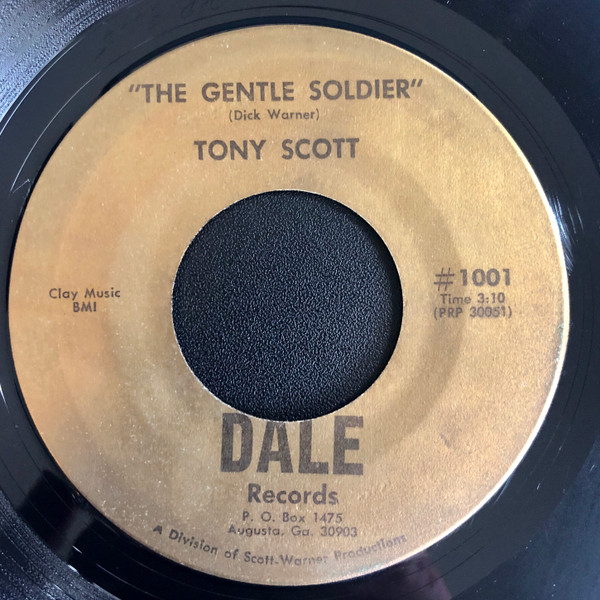 "THE GENTLE SOLDIER"
(Dick Warner)
TONY SCOTT
Clay Music
BMI
#1001
Time 3:10
(PRP 30051)
DALE
Records
P. O. Box 1475
Augusta, Ga. 30903
A Division of Scott-Warner Productions